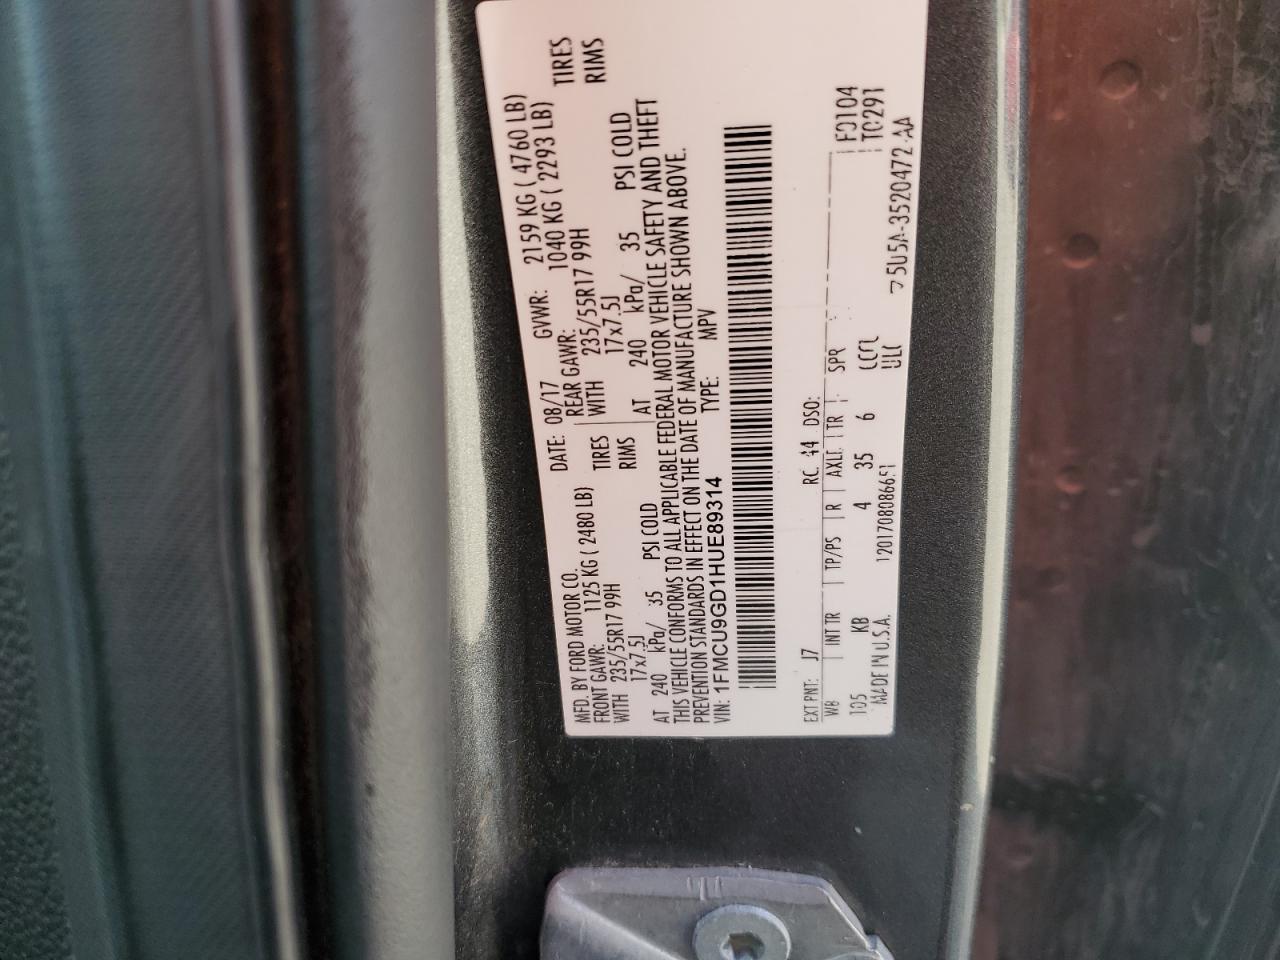 MFD. BY FORD MOTOR CO. DATE: 08/17 GVWR: 2159 KG ( 4760 LB)
FRONT GAWR: 1125 KG ( 2480 LB) REAR GAWR: 1040 KG ( 2293 LB)
WITH 235/55R17 99H TIRES WITH 235/55R17 99H TIRES
17x7.5J RIMS 17x7.5J RIMS
AT 240 kPa/ 35 PSI COLD AT 240 kPa/ 35 PSI COLD
THIS VEHICLE CONFORMS TO ALL APPLICABLE FEDERAL MOTOR VEHICLE SAFETY AND THEFT
PREVENTION STANDARDS IN EFFECT ON THE DATE OF MANUFACTURE SHOWN ABOVE.
VIN: 1FMCU9GD1HUE89314 TYPE: MPV
EXT PNT: J7 RC: 44 DSO: F0104
WB INT TR TP/PS R AXLE TR SPR T0291
105 KB 4 35 6
MADE IN U.S.A. 5U5A-3520472-AA